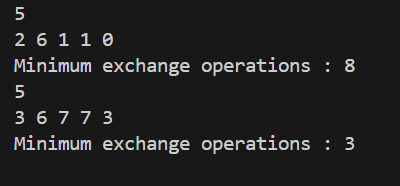 5
2 6 1 1 0
Minimum exchange operations : 8
5
3 6 7 7 3
Minimum exchange operations : 3